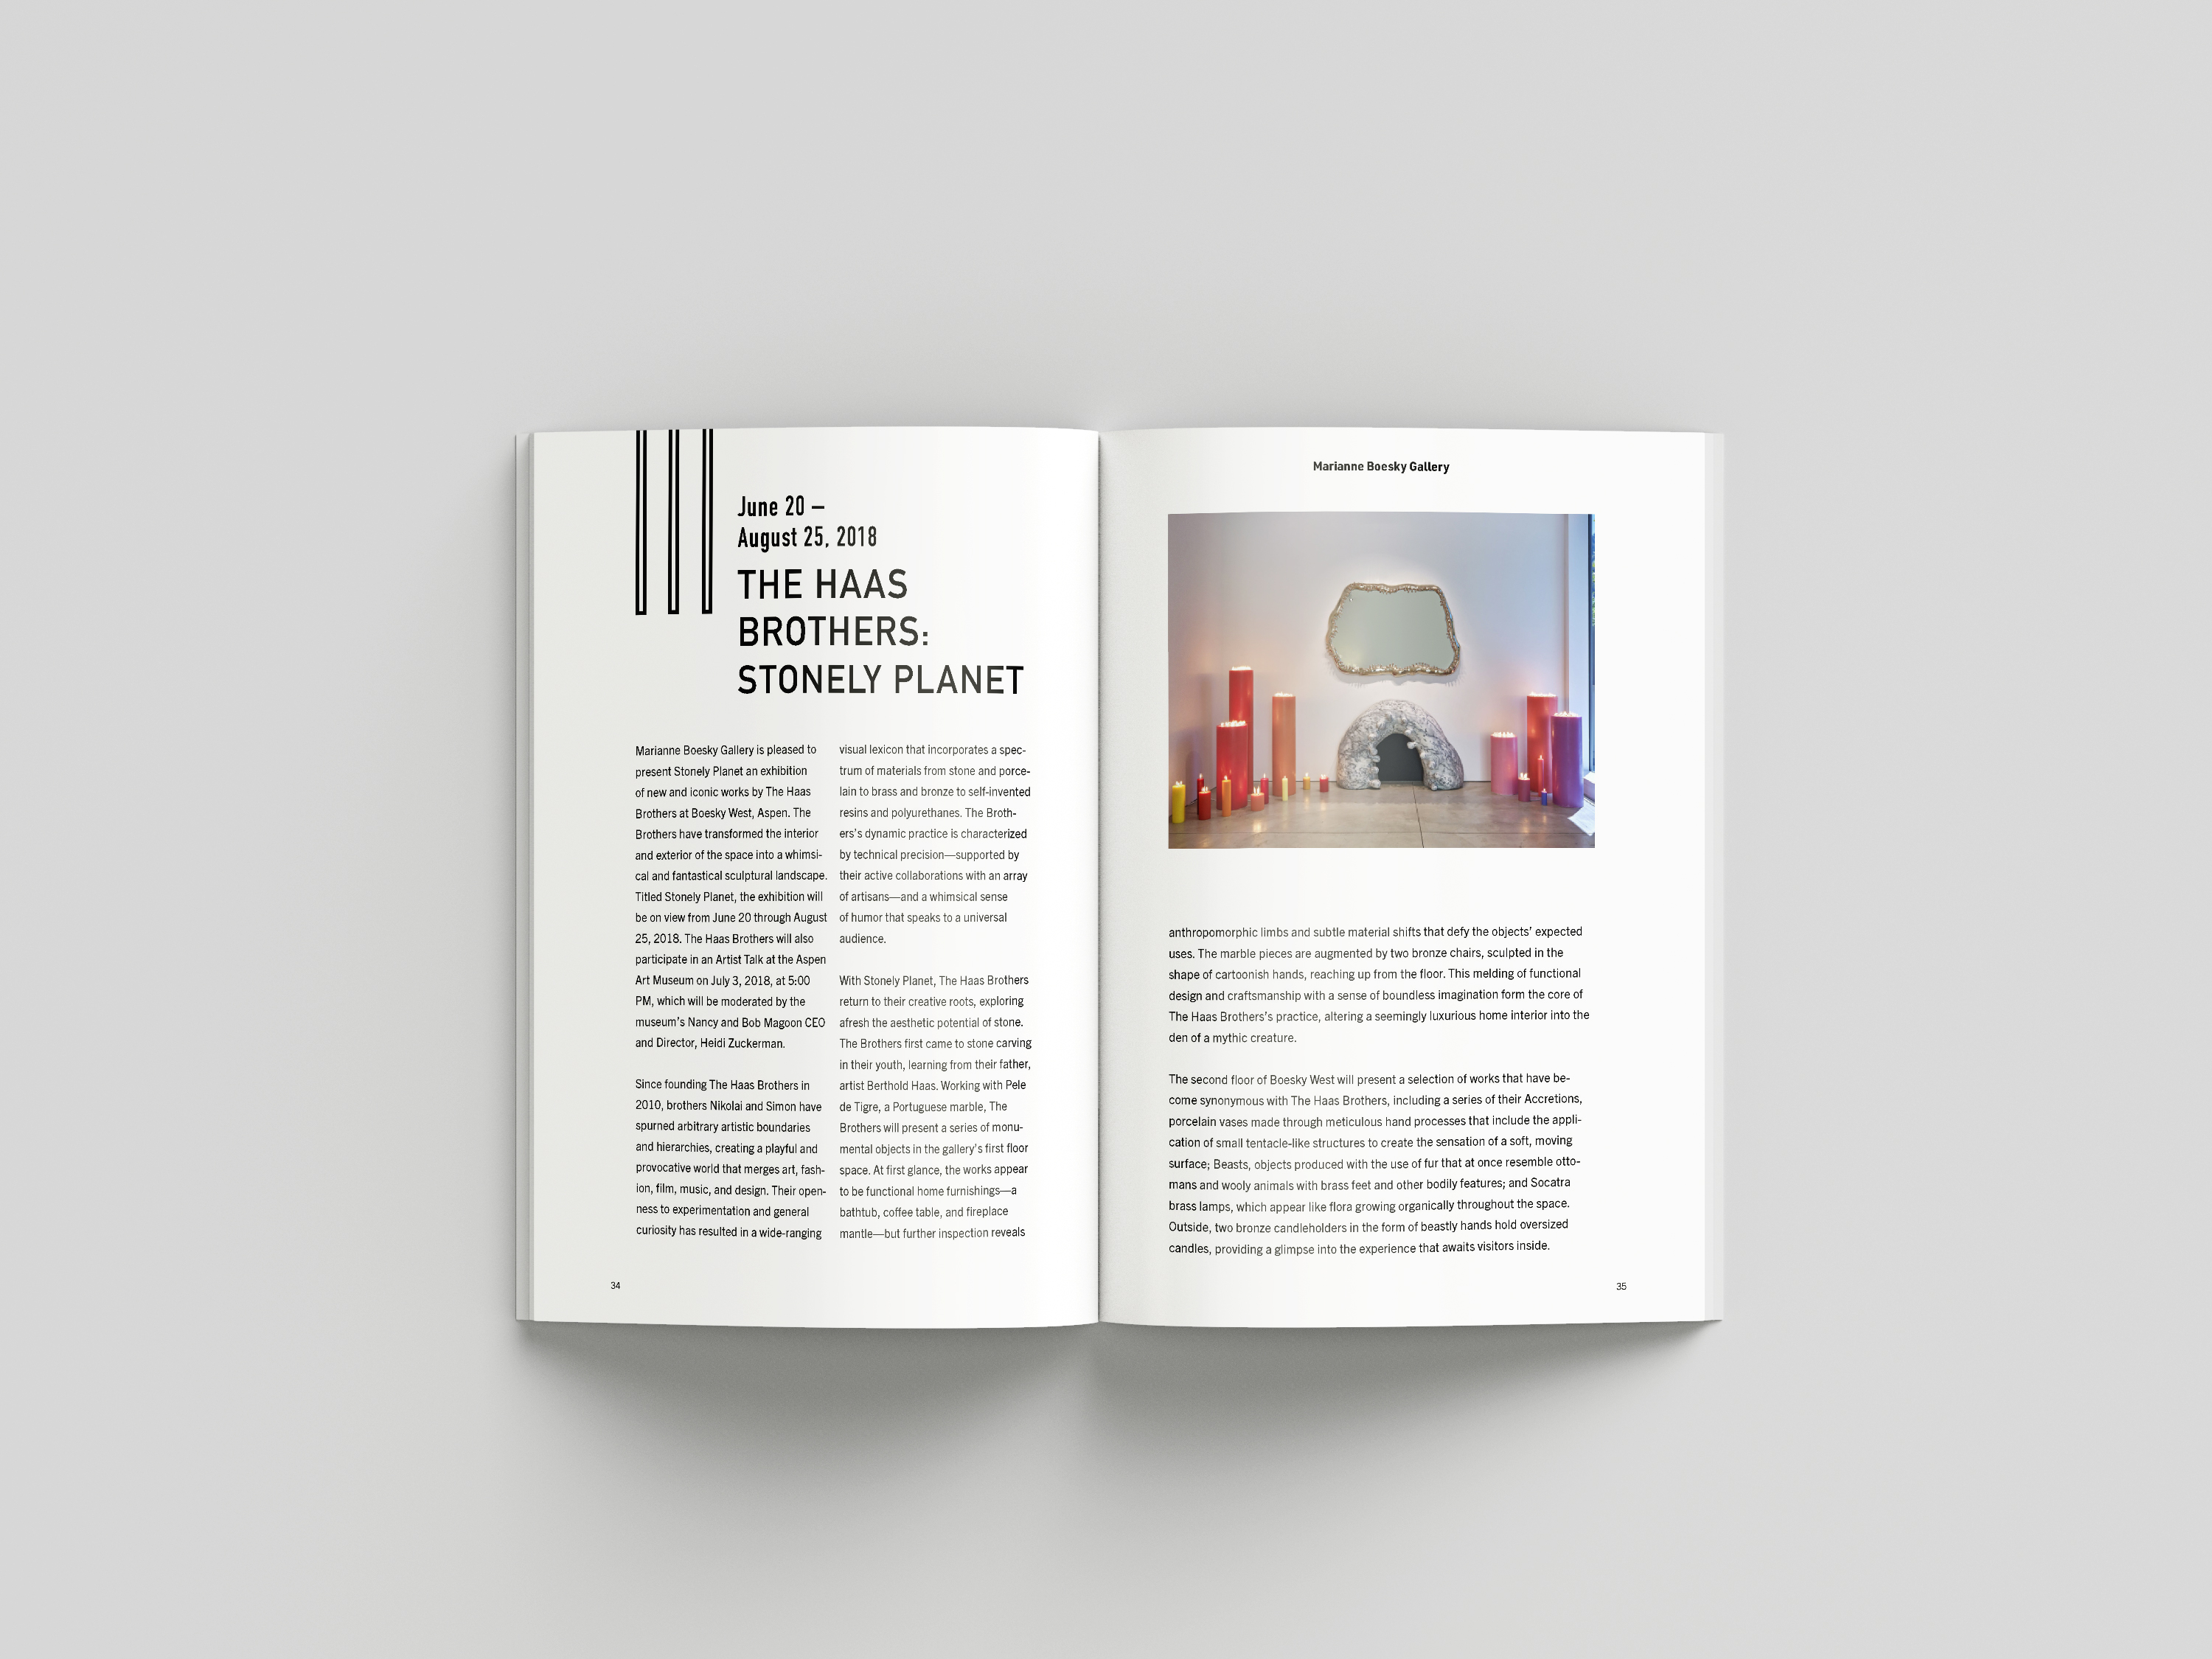 June 20 –
August 25, 2018
THE HAAS
BROTHERS:
STONELY PLANET
Marianne Boesky Gallery is pleased to
present Stonely Planet an exhibition
of new and iconic works by The Haas
Brothers at Boesky West, Aspen. The
Brothers have transformed the interior
and exterior of the space into a whimsi-
cal and fantastical sculptural landscape.
Titled Stonely Planet, the exhibition will
be on view from June 20 through August
25, 2018. The Haas Brothers will also
participate in an Artist Talk at the Aspen
Art Museum on July 3, 2018, at 5:00
PM, which will be moderated by the
museum's Nancy and Bob Magoon CEO
and Director, Heidi Zuckerman.
Since founding The Haas Brothers in
2010, brothers Nikolai and Simon have
spurned arbitrary artistic boundaries
and hierarchies, creating a playful and
provocative world that merges art, fash-
ion, film, music, and design. Their open-
ness to experimentation and general
curiosity has resulted in a wide-ranging
visual lexicon that incorporates a spec-
trum of materials from stone and porce-
lain to brass and bronze to self-invented
resins and polyurethanes. The Broth-
ers's dynamic practice is characterized
by technical precision—supported by
their active collaborations with an array
of artisans—and a whimsical sense
of humor that speaks to a universal
audience.
With Stonely Planet, The Haas Brothers
return to their creative roots, exploring
afresh the aesthetic potential of stone.
The Brothers first came to stone carving
in their youth, learning from their father,
artist Berthold Haas. Working with Pele
de Tigre, a Portuguese marble, The
Brothers will present a series of monu-
mental objects in the gallery's first floor
space. At first glance, the works appear
to be functional home furnishings—a
bathtub, coffee table, and fireplace
mantle—but further inspection reveals
34
Marianne Boesky Gallery
anthropomorphic limbs and subtle material shifts that defy the objects' expected
uses. The marble pieces are augmented by two bronze chairs, sculpted in the
shape of cartoonish hands, reaching up from the floor. This melding of functional
design and craftsmanship with a sense of boundless imagination form the core of
The Haas Brothers's practice, altering a seemingly luxurious home interior into the
den of a mythic creature.
The second floor of Boesky West will present a selection of works that have be-
come synonymous with The Haas Brothers, including a series of their Accretions,
porcelain vases made through meticulous hand processes that include the appli-
cation of small tentacle-like structures to create the sensation of a soft, moving
surface; Beasts, objects produced with the use of fur that at once resemble otto-
mans and wooly animals with brass feet and other bodily features; and Socatra
brass lamps, which appear like flora growing organically throughout the space.
Outside, two bronze candleholders in the form of beastly hands hold oversized
candles, providing a glimpse into the experience that awaits visitors inside.
35